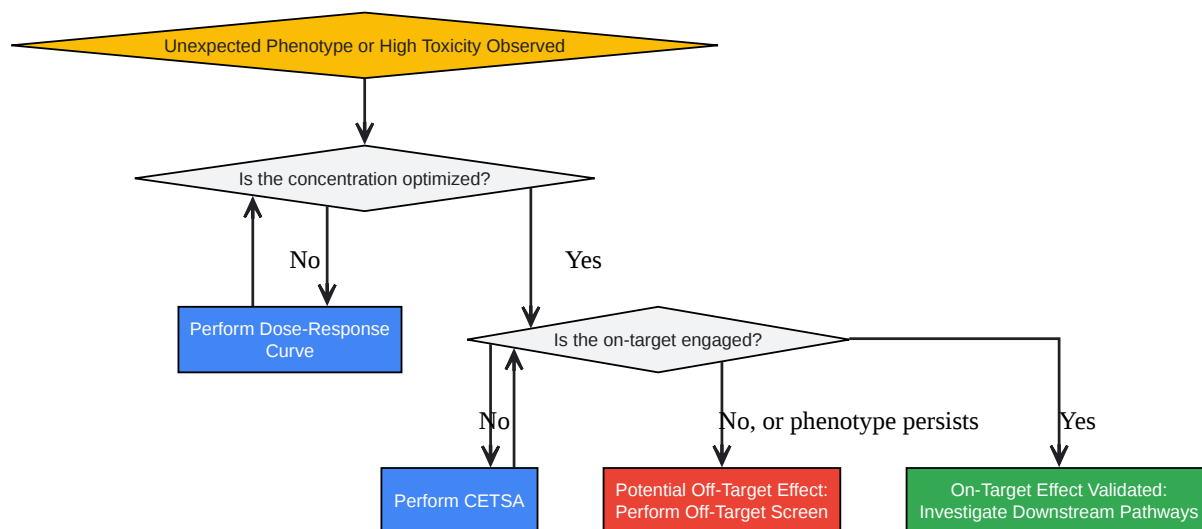 Unexpected Phenotype or High Toxicity Observed
Is the concentration optimized?
No
Yes
Perform Dose-Response
Curve
Is the on-target engaged?
No
No, or phenotype persists
Yes
Perform CETSA
Potential Off-Target Effect:
Perform Off-Target Screen
On-Target Effect Validated:
Investigate Downstream Pathways